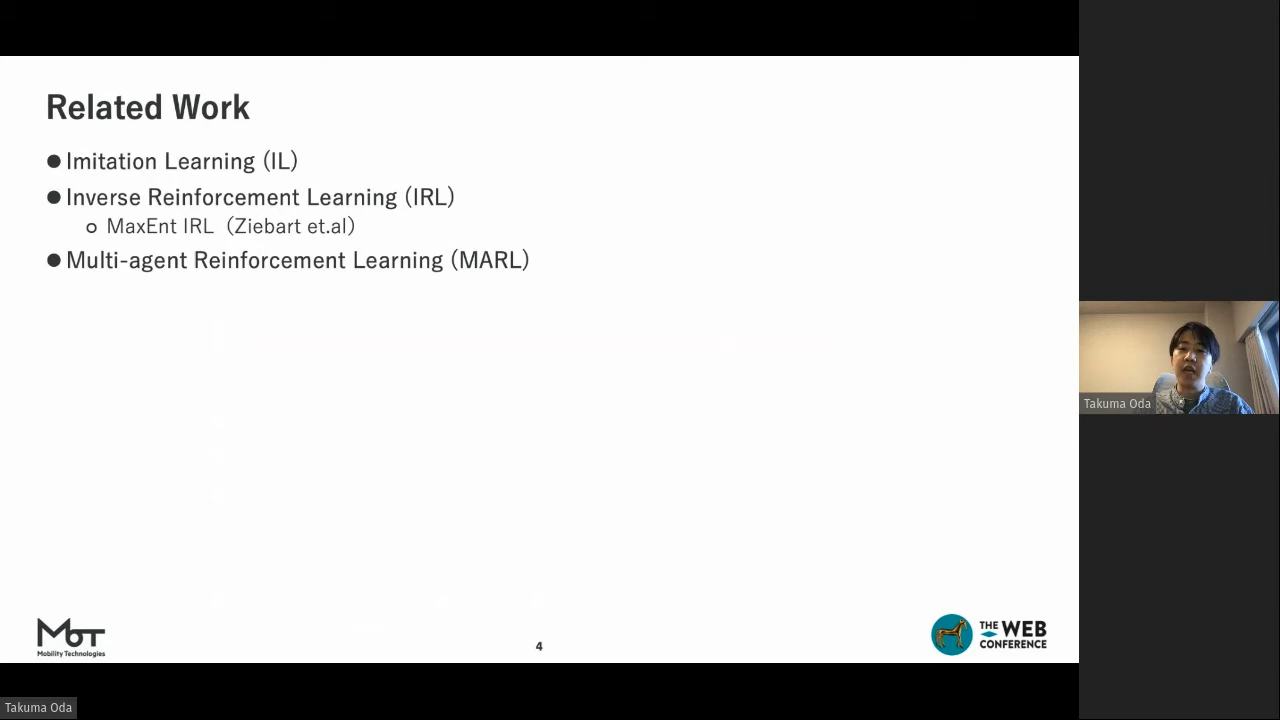 Related Work
● Imitation Learning (IL)
● Inverse Reinforcement Learning (IRL)
○ MaxEnt IRL (Ziebart et.al)
● Multi-agent Reinforcement Learning (MARL)
Takuma Oda
MoT
Mobility Technologies
4
THE WEB
CONFERENCE
Takuma Oda